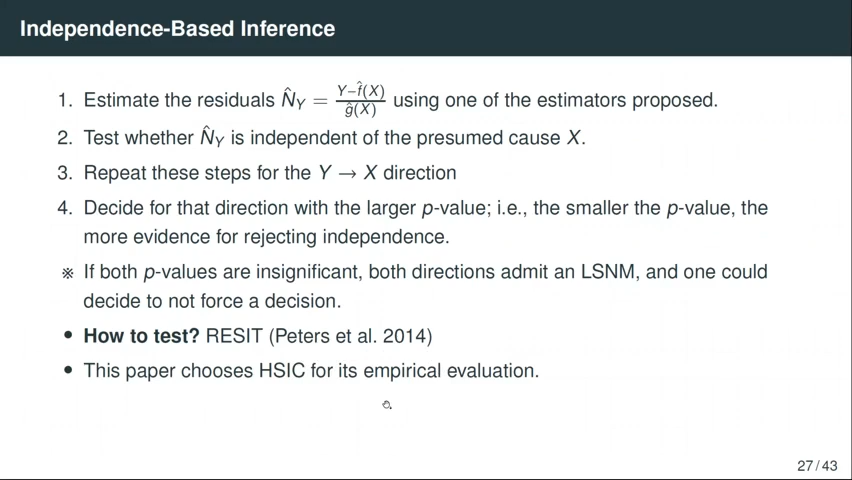 Independence-Based Inference
1. Estimate the residuals N̂_Y = (Y−f̂(X))/ĝ(X) using one of the estimators proposed.
2. Test whether N̂_Y is independent of the presumed cause X.
3. Repeat these steps for the Y → X direction
4. Decide for that direction with the larger p-value; i.e., the smaller the p-value, the
more evidence for rejecting independence.
※ If both p-values are insignificant, both directions admit an LSNM, and one could
decide to not force a decision.
• How to test? RESIT (Peters et al. 2014)
• This paper chooses HSIC for its empirical evaluation.
27 / 43